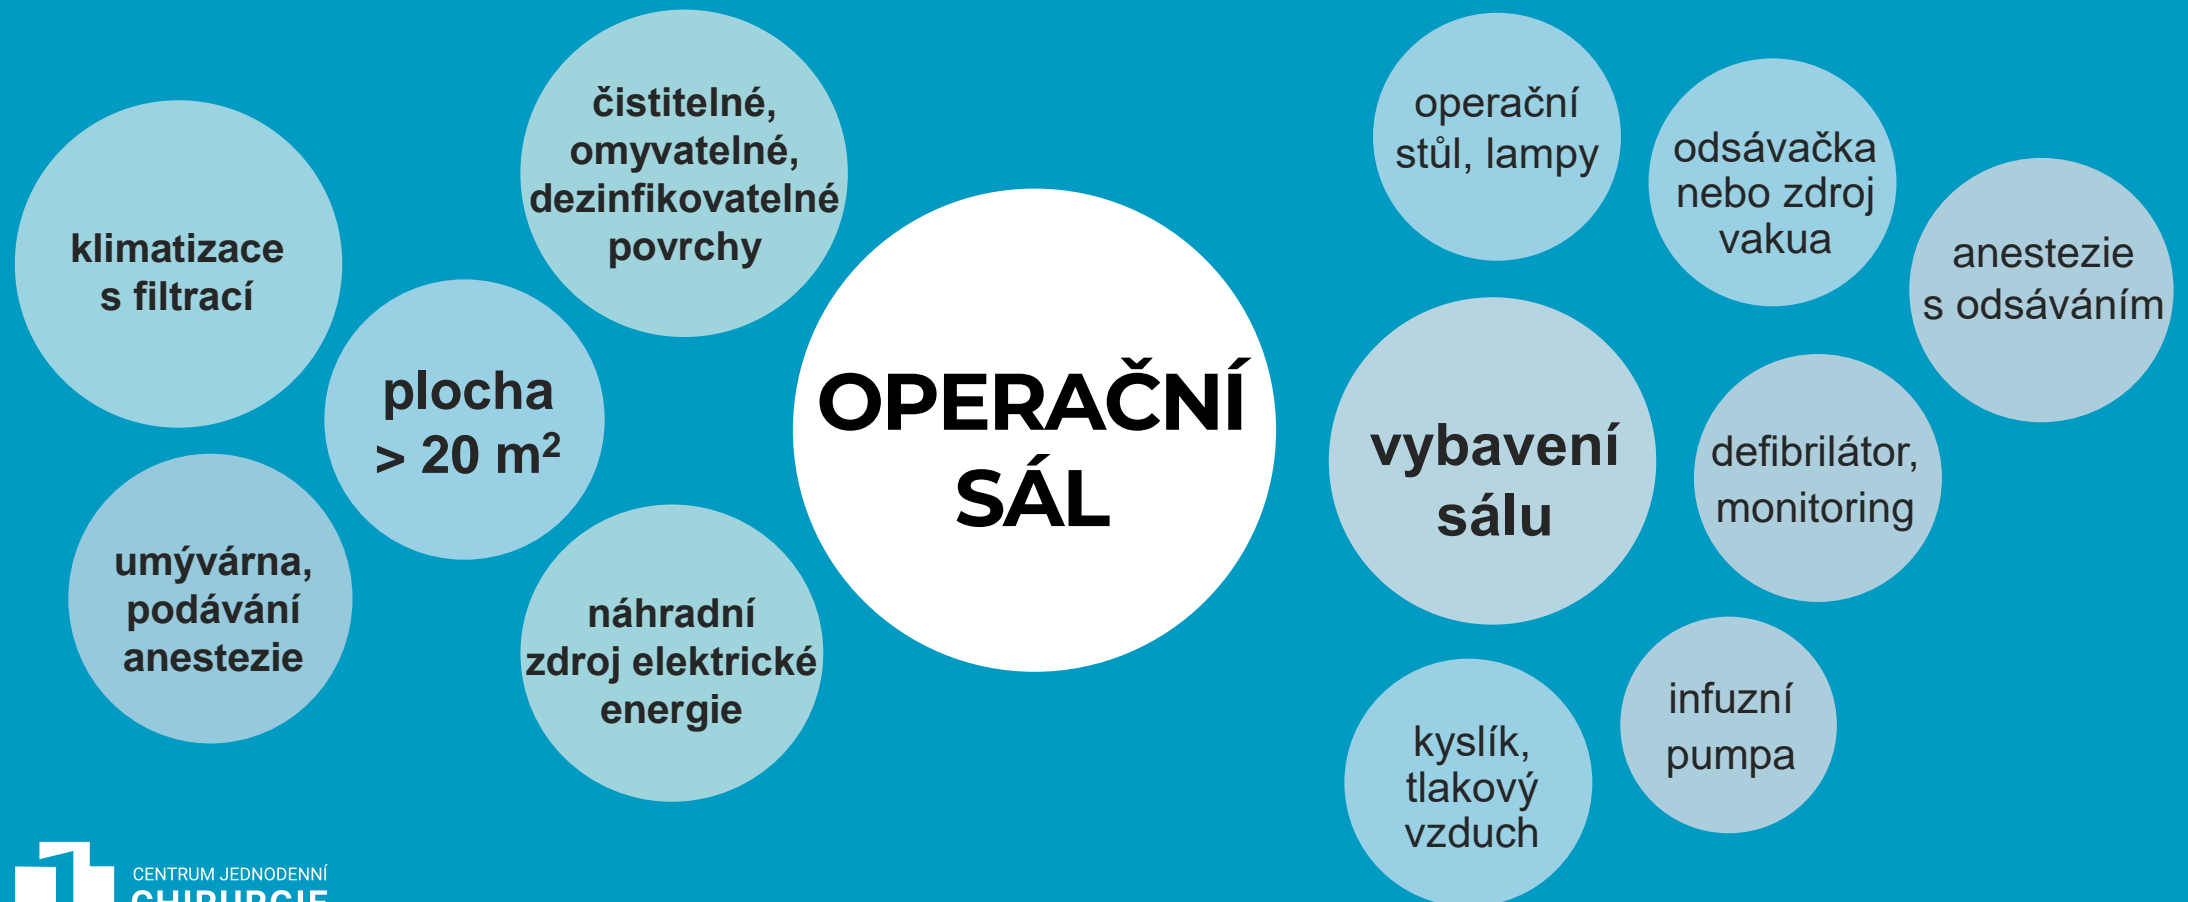 klimatizace
s filtrací
čistitelné,
omyvatelné,
dezinfikovatelné
povrchy
plocha
> 20 m²
umývárna,
podávání
anestezie
náhradní
zdroj elektrické
energie
OPERAČNÍ
SÁL
operační
stůl, lampy
odsávačka
nebo zdroj
vakua
anestezie
s odsáváním
vybavení
sálu
defibrilátor,
monitoring
infuzní
pumpa
kyslík,
tlakový
vzduch
CENTRUM JEDNODENNÍ
CHIRURGIE